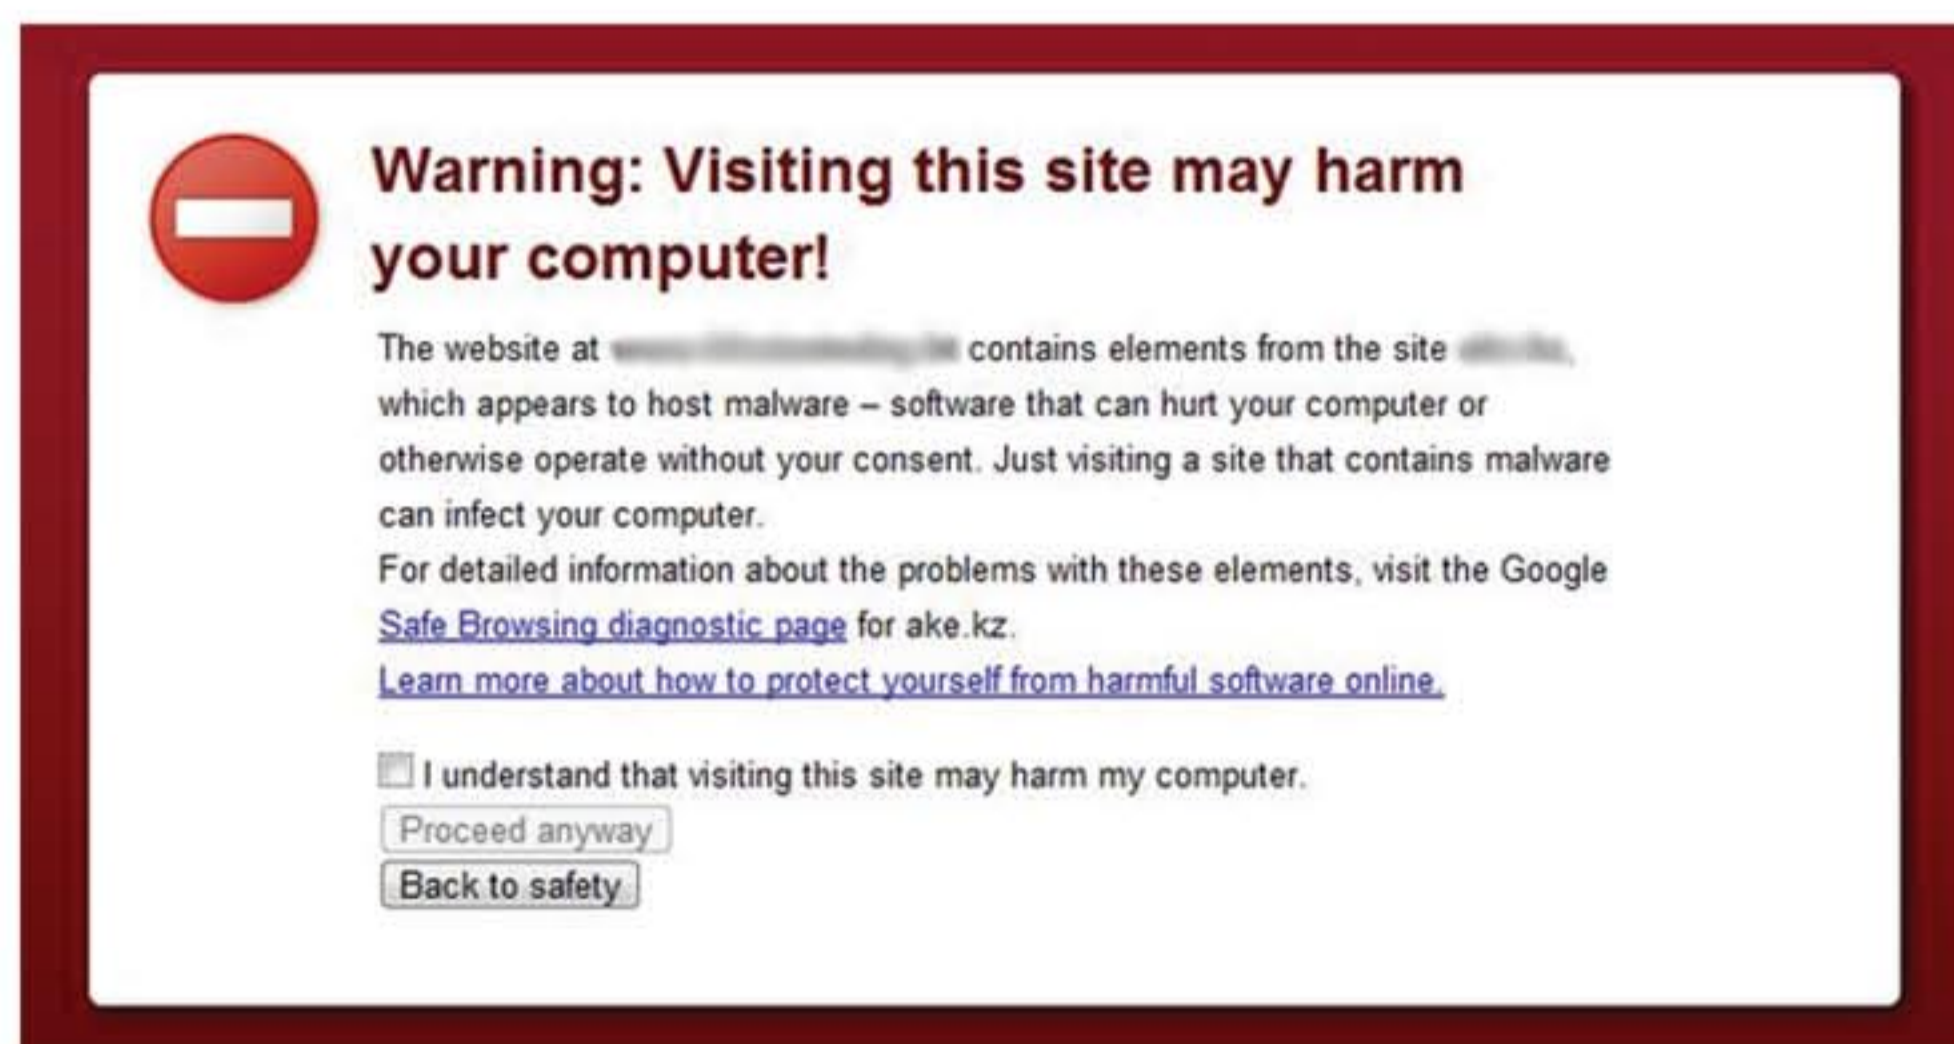 Warning: Visiting this site may harm
your computer!
The website at contains elements from the site
which appears to host malware – software that can hurt your computer or
otherwise operate without your consent. Just visiting a site that contains malware
can infect your computer.
For detailed information about the problems with these elements, visit the Google
Safe Browsing diagnostic page for ake.kz.
Learn more about how to protect yourself from harmful software online.
I understand that visiting this site may harm my computer.
Proceed anyway
Back to safety